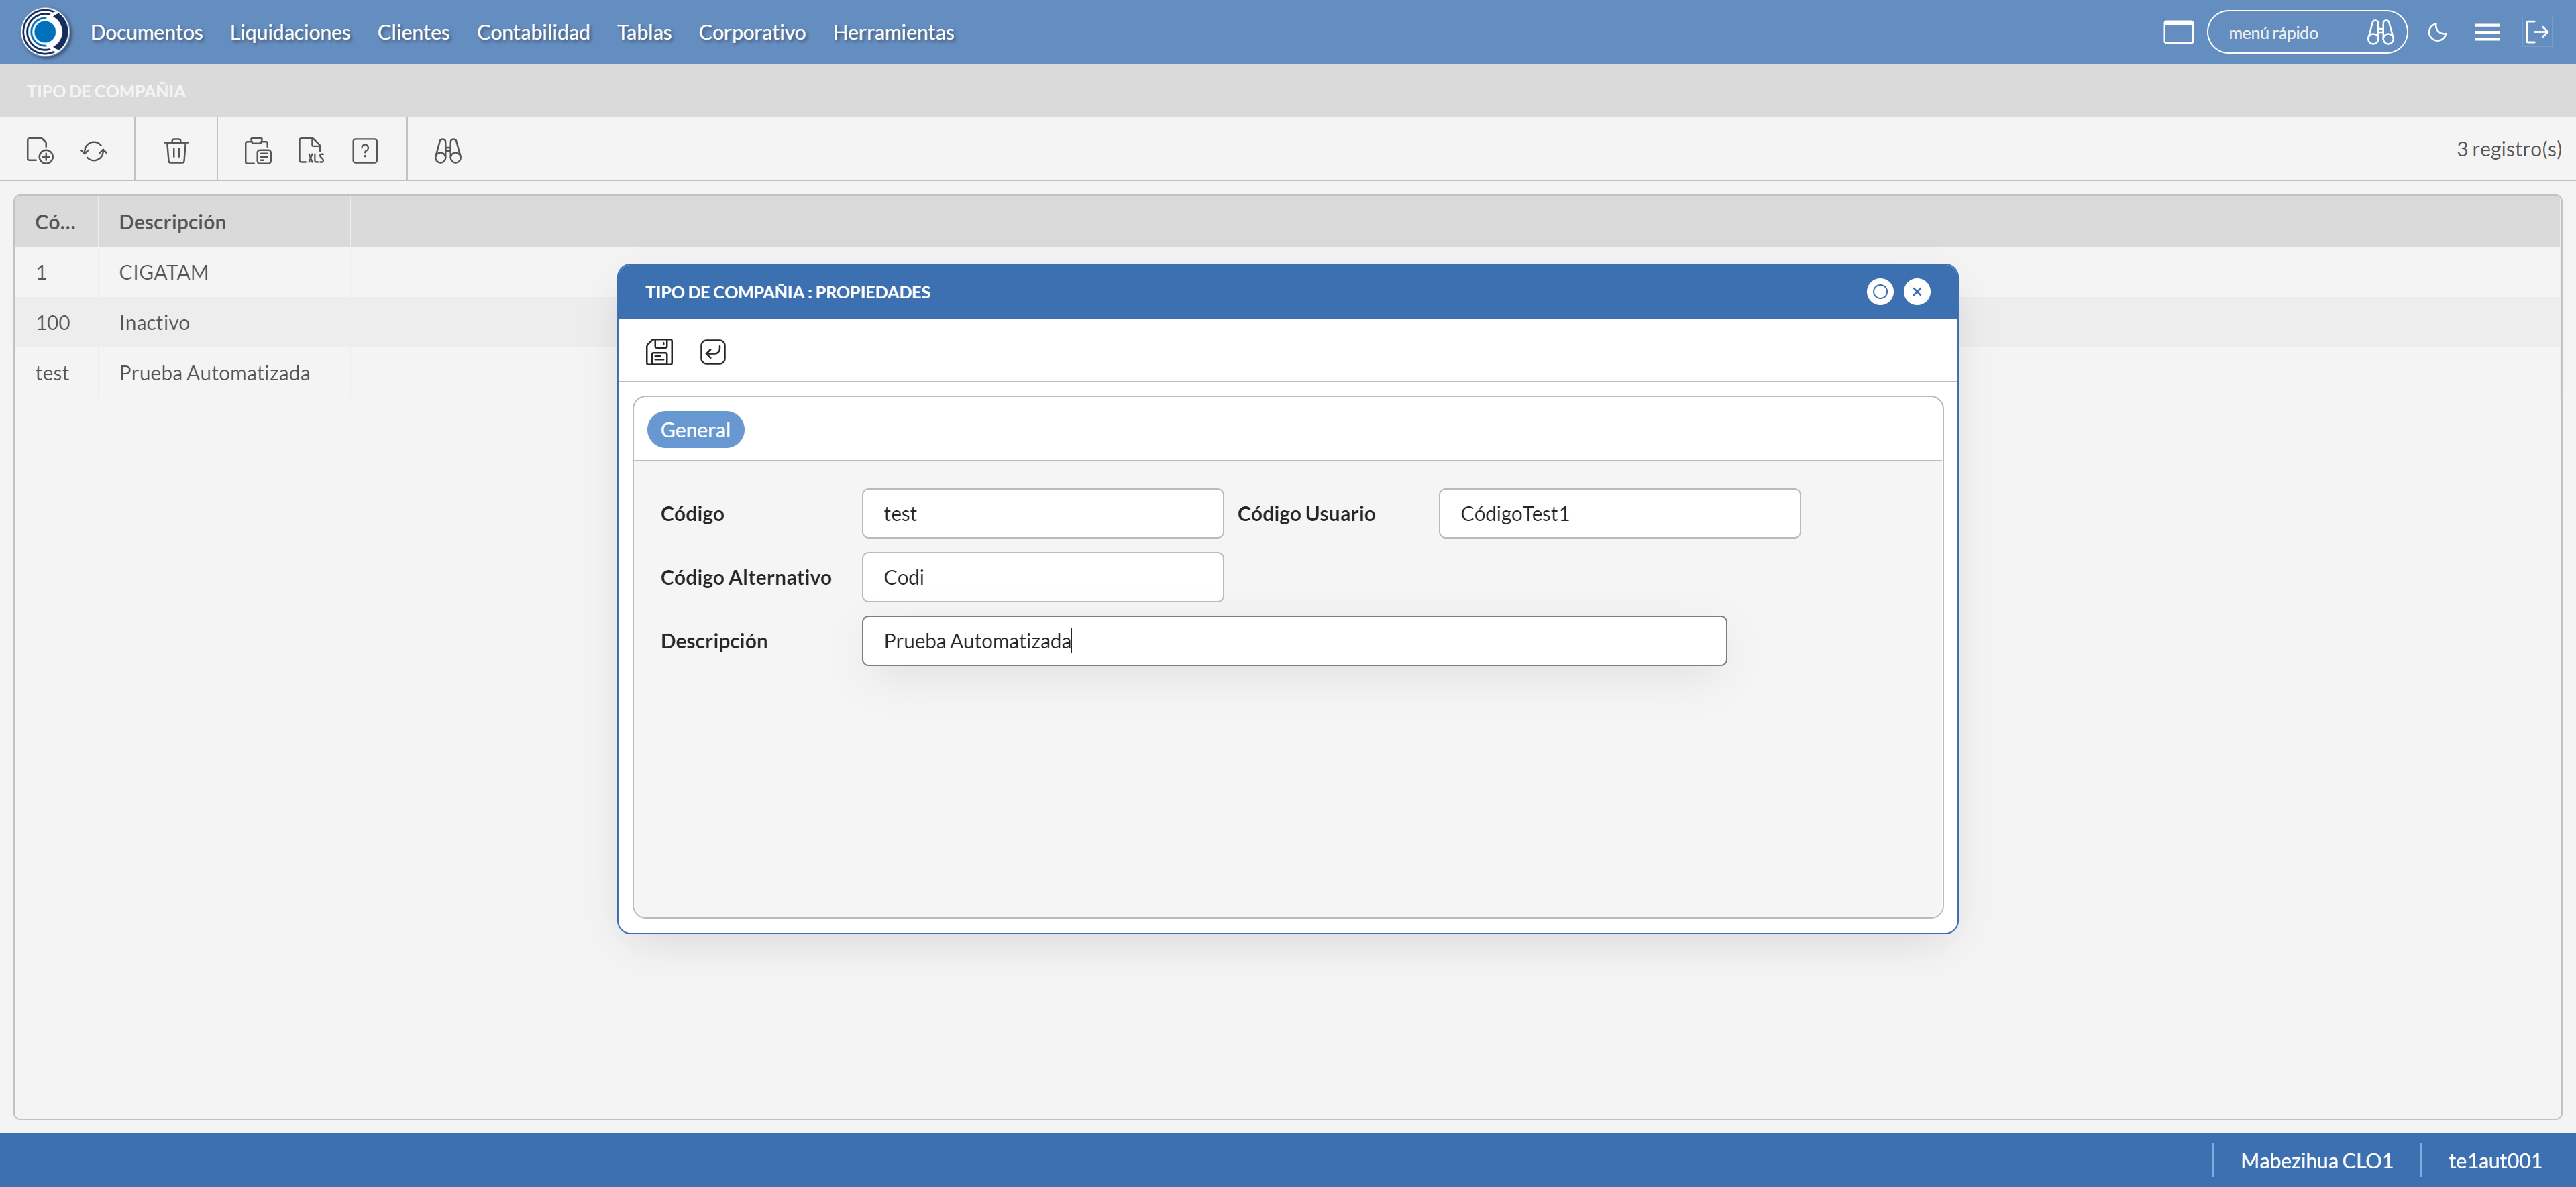 Documentos Liquidaciones Clientes Contabilidad Tablas Corporativo Herramientas menú rápido
TIPO DE COMPAÑIA
XLS ? 3 registro(s)
Có... Descripción
1 CIGATAM
100 Inactivo
test Prueba Automatizada
TIPO DE COMPAÑIA : PROPIEDADES
General
Código test Código Usuario CódigoTest1
Código Alternativo Codi
Descripción Prueba Automatizada
Mabezihua CLO1 te1aut001